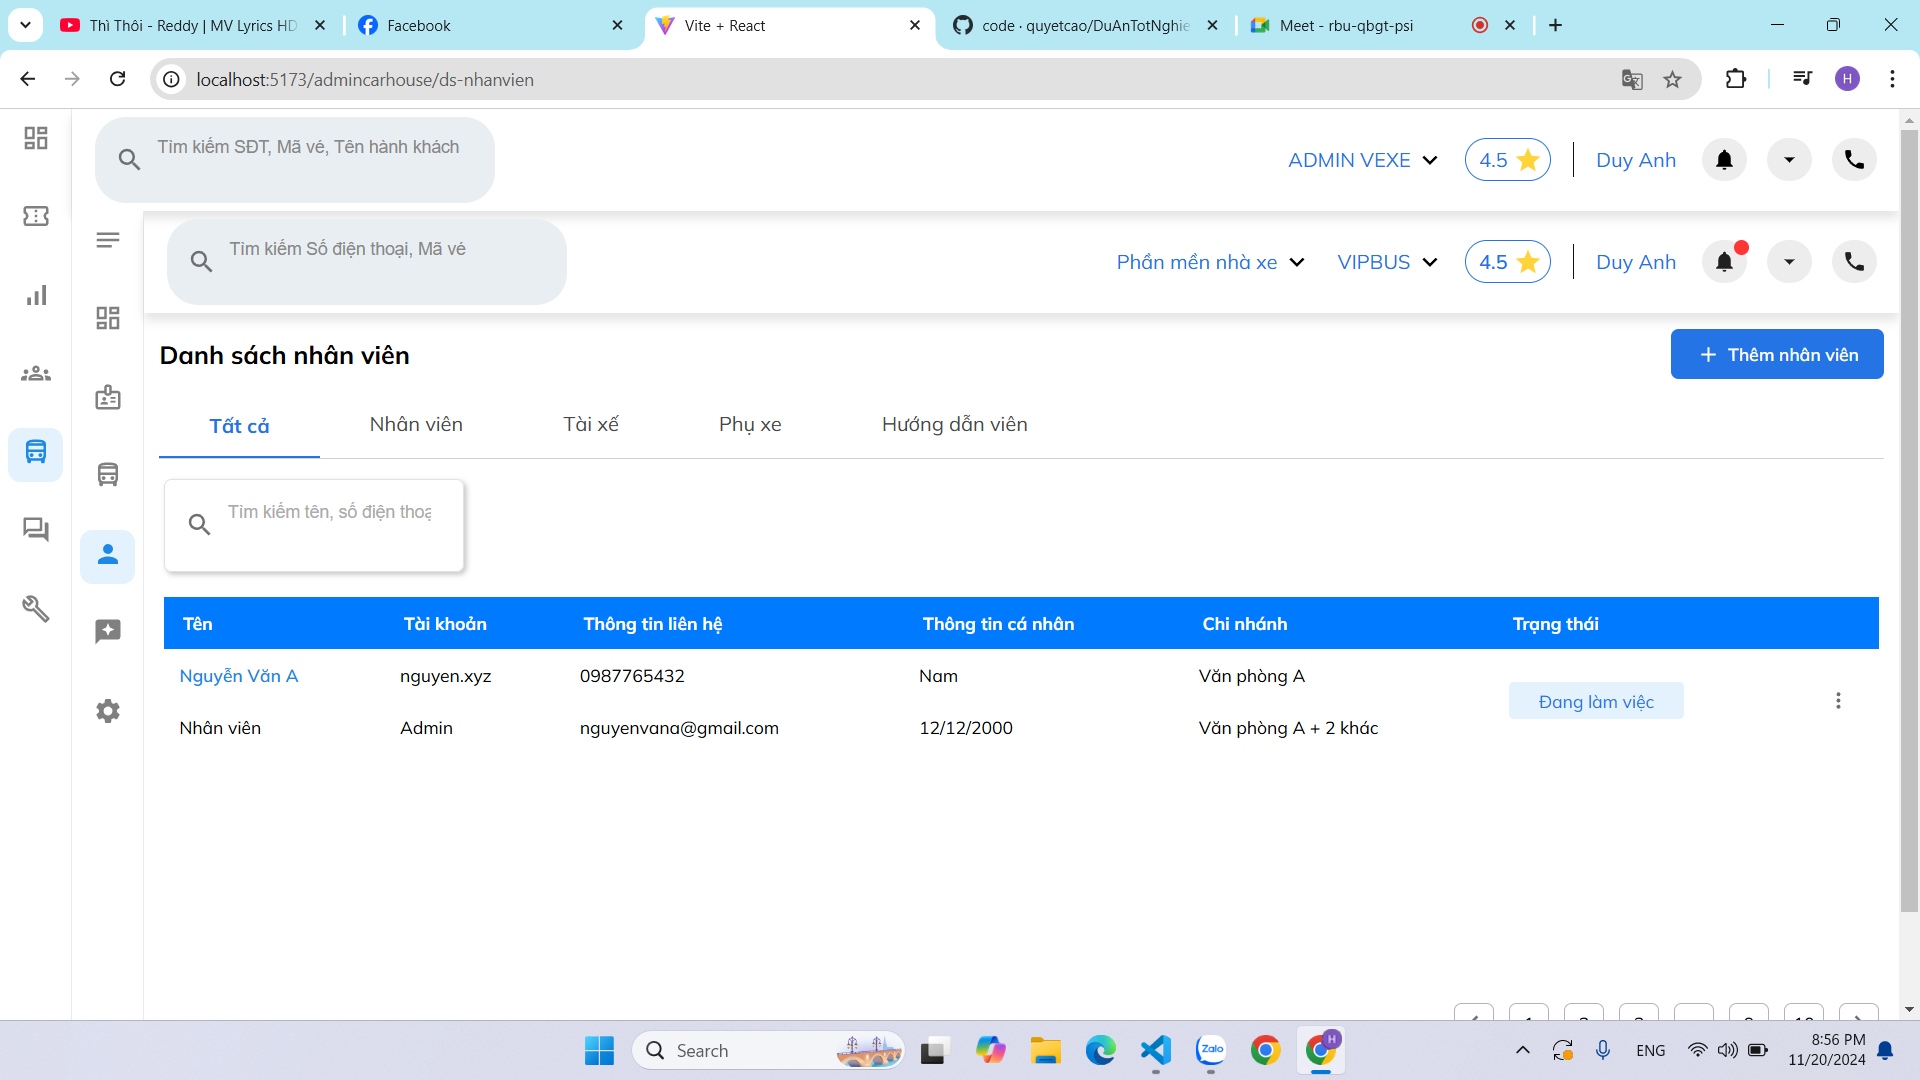 Thì Thôi - Reddy | MV Lyrics HD
Facebook
Vite + React
code · quyetcao/DuAnTotNghie
Meet - rbu-qbgt-psi
localhost:5173/admincarhouse/ds-nhanvien
H
Tìm kiếm SĐT, Mã vé, Tên hành khách
ADMIN VEXE
4.5
Duy Anh
Tìm kiếm Số điện thoại, Mã vé
Phần mền nhà xe
VIPBUS
4.5
Duy Anh
Danh sách nhân viên
Thêm nhân viên
Tất cả
Nhân viên
Tài xế
Phụ xe
Hướng dẫn viên
Tìm kiếm tên, số điện thoạ
Tên
Tài khoản
Thông tin liên hệ
Thông tin cá nhân
Chi nhánh
Trạng thái
Nguyễn Văn A
nguyen.xyz
0987765432
Nam
Văn phòng A
Đang làm việc
Nhân viên
Admin
nguyenvana@gmail.com
12/12/2000
Văn phòng A + 2 khác
Search
Zalo
H
ENG
8:56 PM
11/20/2024